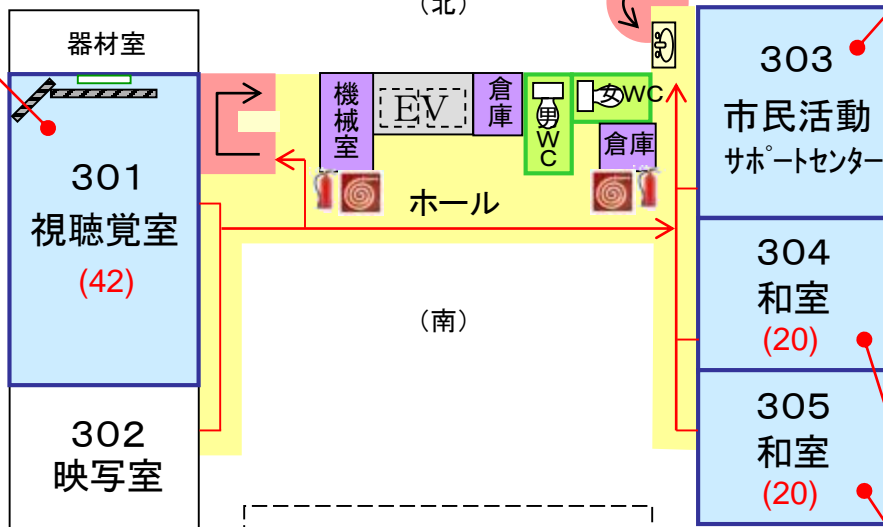 (北)
器材室
301
視聴覚室
(42)
302
映写室
機械室
EV
倉庫
男WC
女WC
倉庫
ホール
(南)
303
市民活動
サポートセンター
304
和室
(20)
305
和室
(20)